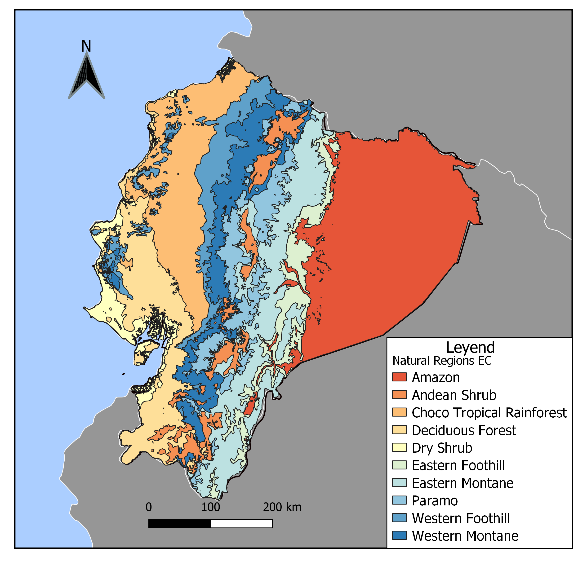 N
Leyend
Natural Regions EC
Amazon
Andean Shrub
Choco Tropical Rainforest
Deciduous Forest
Dry Shrub
Eastern Foothill
Eastern Montane
Paramo
Western Foothill
Western Montane
0 100 200 km